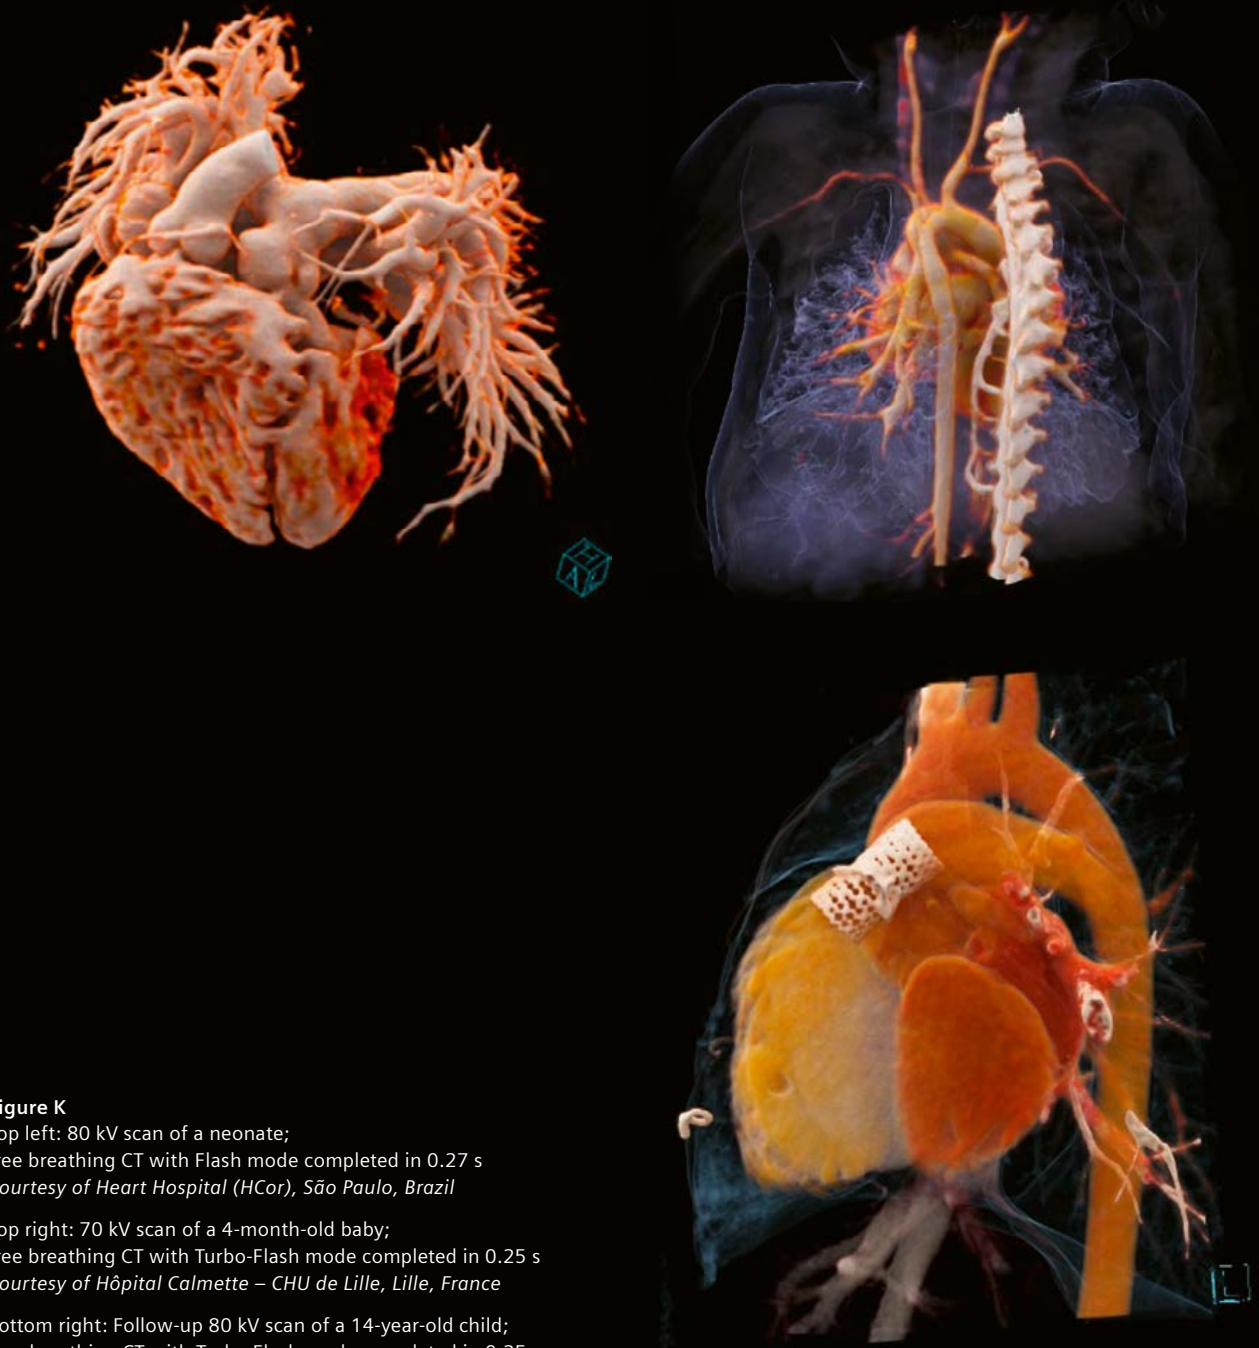 igure K
op left: 80 kV scan of a neonate;
ree breathing CT with Flash mode completed in 0.27 s
ourtesy of Heart Hospital (HCor), São Paulo, Brazil
op right: 70 kV scan of a 4-month-old baby;
ree breathing CT with Turbo-Flash mode completed in 0.25 s
ourtesy of Hôpital Calmette – CHU de Lille, Lille, France
ottom right: Follow-up 80 kV scan of a 14-year-old child;
H
A
L